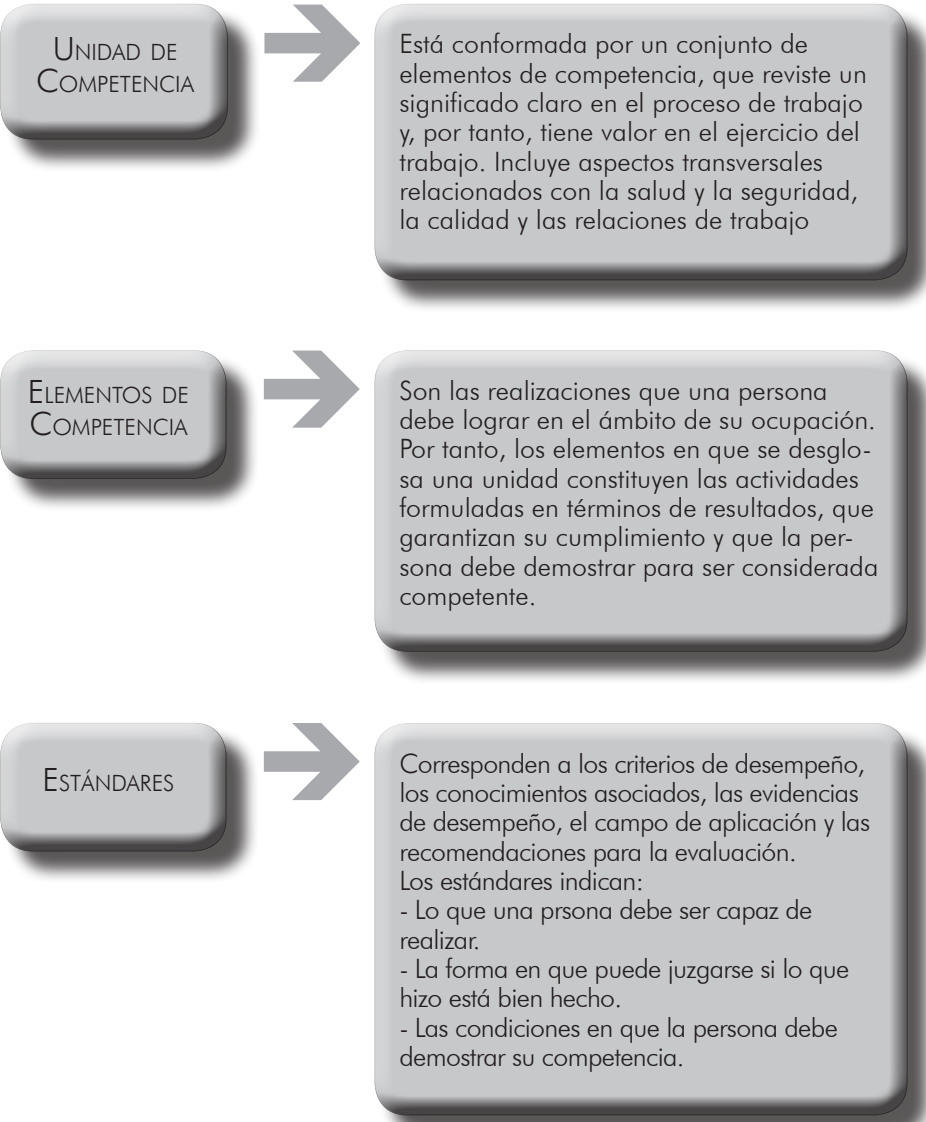 UNIDAD DE
COMPETENCIA
Está conformada por un conjunto de
elementos de competencia, que reviste un
significado claro en el proceso de trabajo
y, por tanto, tiene valor en el ejercicio del
trabajo. Incluye aspectos transversales
relacionados con la salud y la seguridad,
la calidad y las relaciones de trabajo
ELEMENTOS DE
COMPETENCIA
Son las realizaciones que una persona
debe lograr en el ámbito de su ocupación.
Por tanto, los elementos en que se desglo-
sa una unidad constituyen las actividades
formuladas en términos de resultados, que
garantizan su cumplimiento y que la per-
sona debe demostrar para ser considerada
competente.
ESTÁNDARES
Corresponden a los criterios de desempeño,
los conocimientos asociados, las evidencias
de desempeño, el campo de aplicación y las
recomendaciones para la evaluación.
Los estándares indican:
- Lo que una prsona debe ser capaz de
realizar.
- La forma en que puede juzgarse si lo que
hizo está bien hecho.
- Las condiciones en que la persona debe
demostrar su competencia.